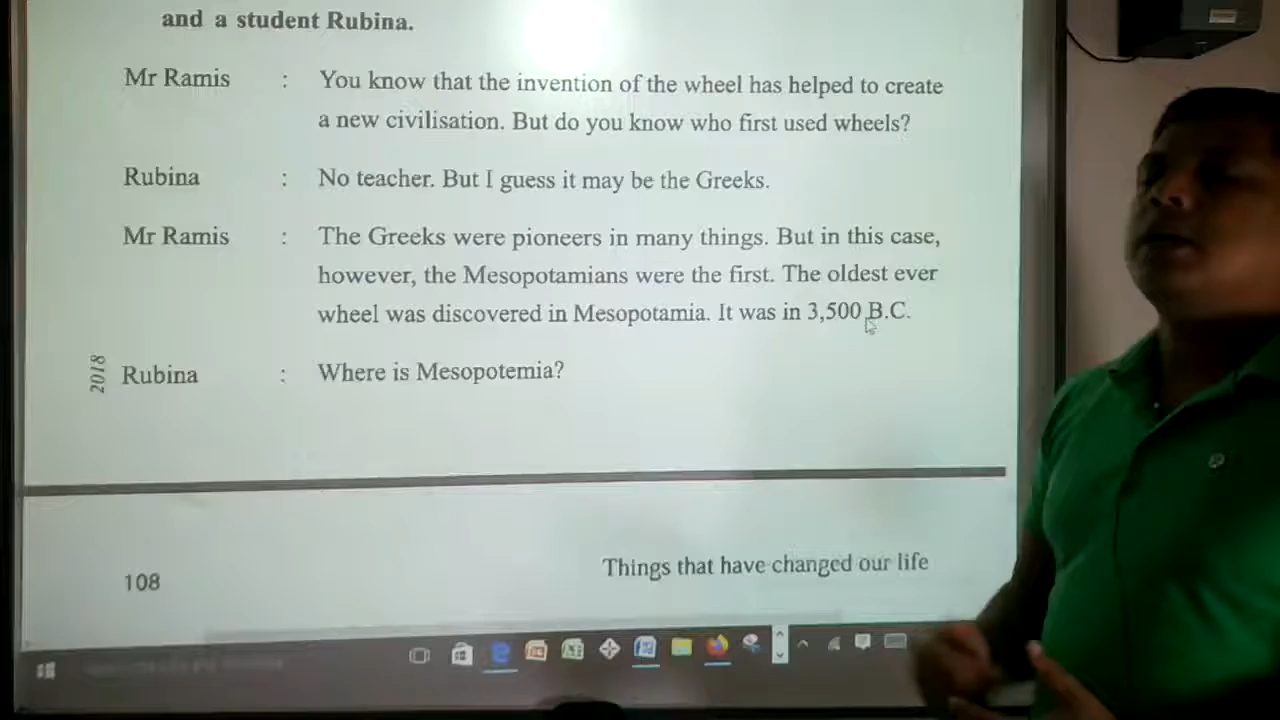 and a student Rubina.
Mr Ramis : You know that the invention of the wheel has helped to create
a new civilisation. But do you know who first used wheels?
Rubina : No teacher. But I guess it may be the Greeks.
Mr Ramis : The Greeks were pioneers in many things. But in this case,
however, the Mesopotamians were the first. The oldest ever
wheel was discovered in Mesopotamia. It was in 3,500 B.C.
2018
Rubina : Where is Mesopotemia?
108
Things that have changed our life